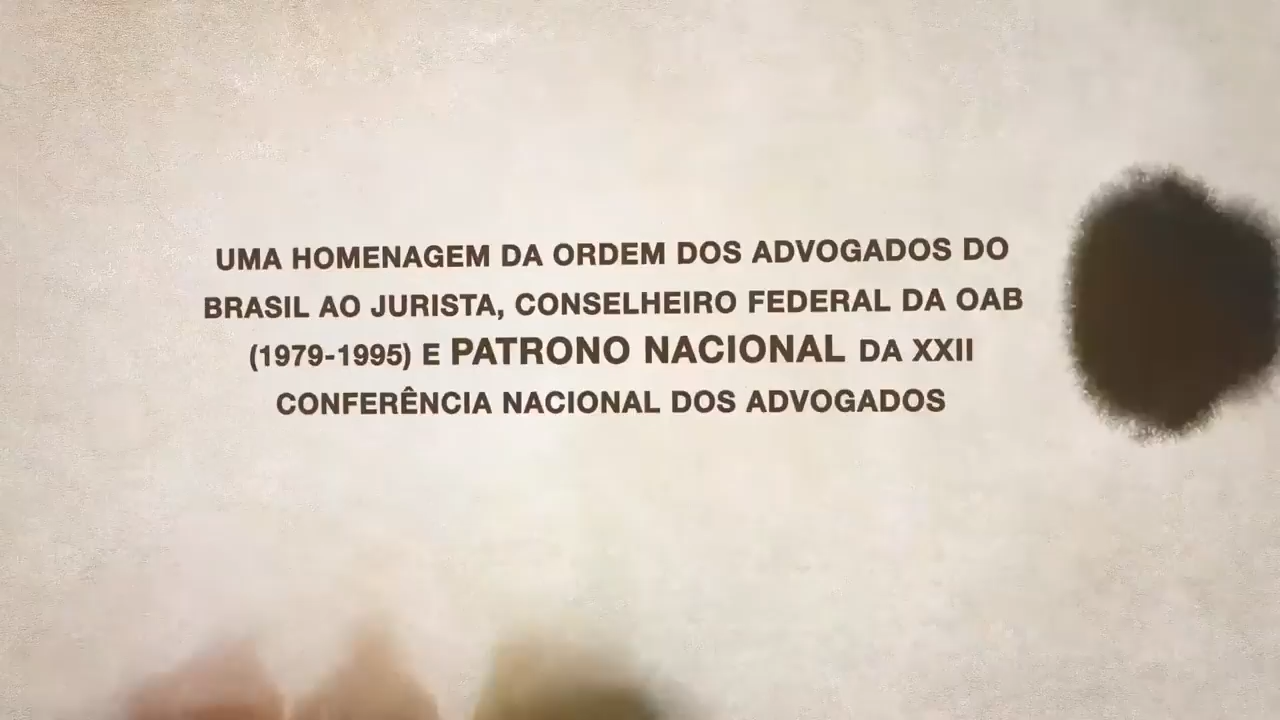 UMA HOMENAGEM DA ORDEM DOS ADVOGADOS DO
BRASIL AO JURISTA, CONSELHEIRO FEDERAL DA OAB
(1979-1995) E PATRONO NACIONAL DA XXII
CONFERÊNCIA NACIONAL DOS ADVOGADOS